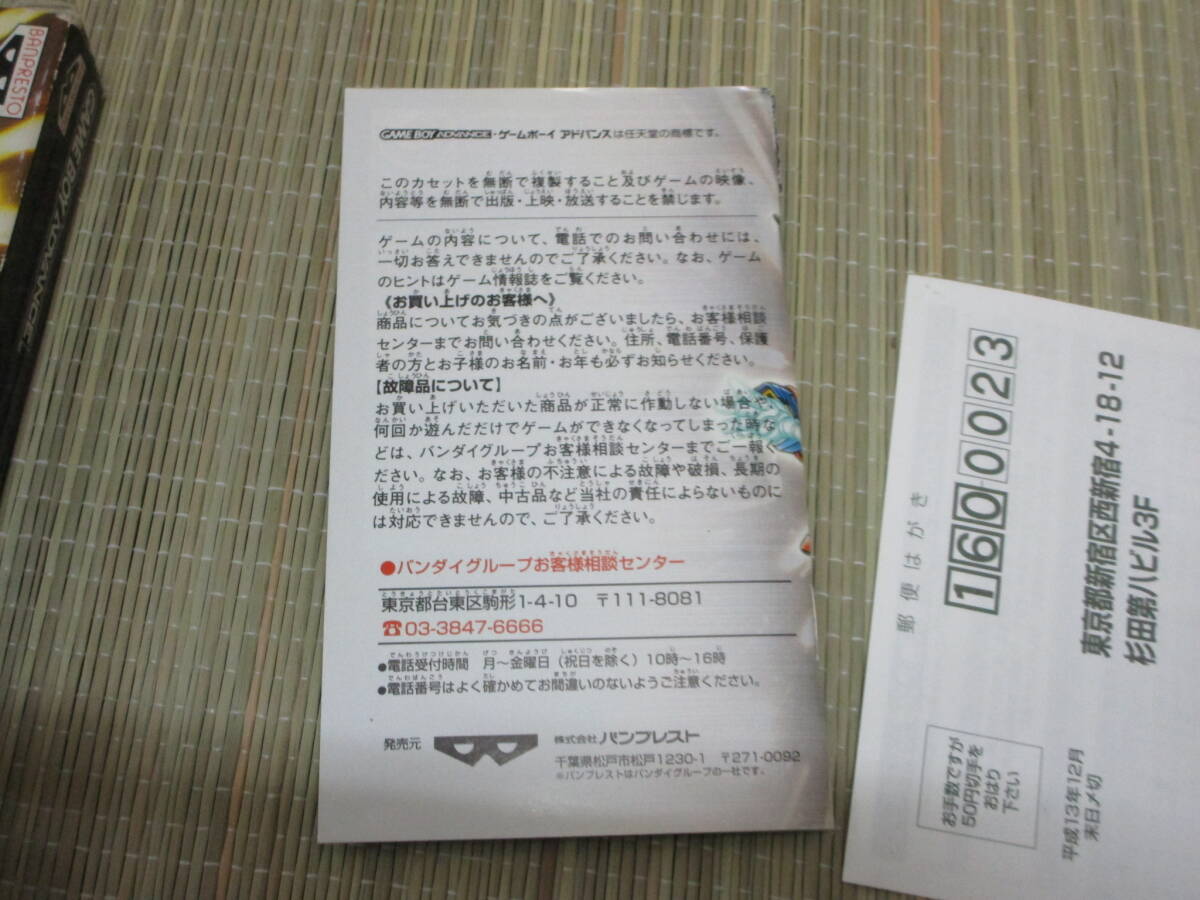 BANPRESTO
GAME BOY ADVANCE
GAME BOY ADVANCE・ゲームボーイ アドバンスは任天堂の商標です。
このカセットを無断で複製すること及びゲームの映像、
内容等を無断で出版・上映・放送することを禁じます。
ゲームの内容について、電話でのお問い合わせには、
一切お答えできませんのでご了承ください。なお、ゲーム
のヒントはゲーム情報誌をご覧ください。
《お買い上げのお客様へ》
商品についてお気づきの点がございましたら、お客様相談
センターまでお問い合わせください。住所、電話番号、保護
者の方とお子様のお名前・お年も必ずお知らせください。
【故障品について】
お買い上げいただいた商品が正常に作動しない場合や、
何回か遊んだだけでゲームができなくなってしまった時な
どは、バンダイグループお客様相談センターまでご一報く
ださい。なお、お客様の不注意による故障や破損、長期の
使用による故障、中古品など当社の責任によらないものに
は対応できませんので、ご了承ください。
●バンダイグループお客様相談センター
東京都台東区駒形1-4-10 〒111-8081
☎03-3847-6666
●電話受付時間 月〜金曜日（祝日を除く）10時〜16時
●電話番号はよく確かめてお間違いのないようご注意ください。
発売元
株式会社 バンプレスト
千葉県松戸市松戸1230-1 〒271-0092
※バンプレストはバンダイグループの一社です。
郵便はがき
160-0023
東京都新宿区西新宿4-18-12
杉田第八ビル3F
お手数ですが
50円切手を
おはり
下さい
平成13年12月
末日〆切